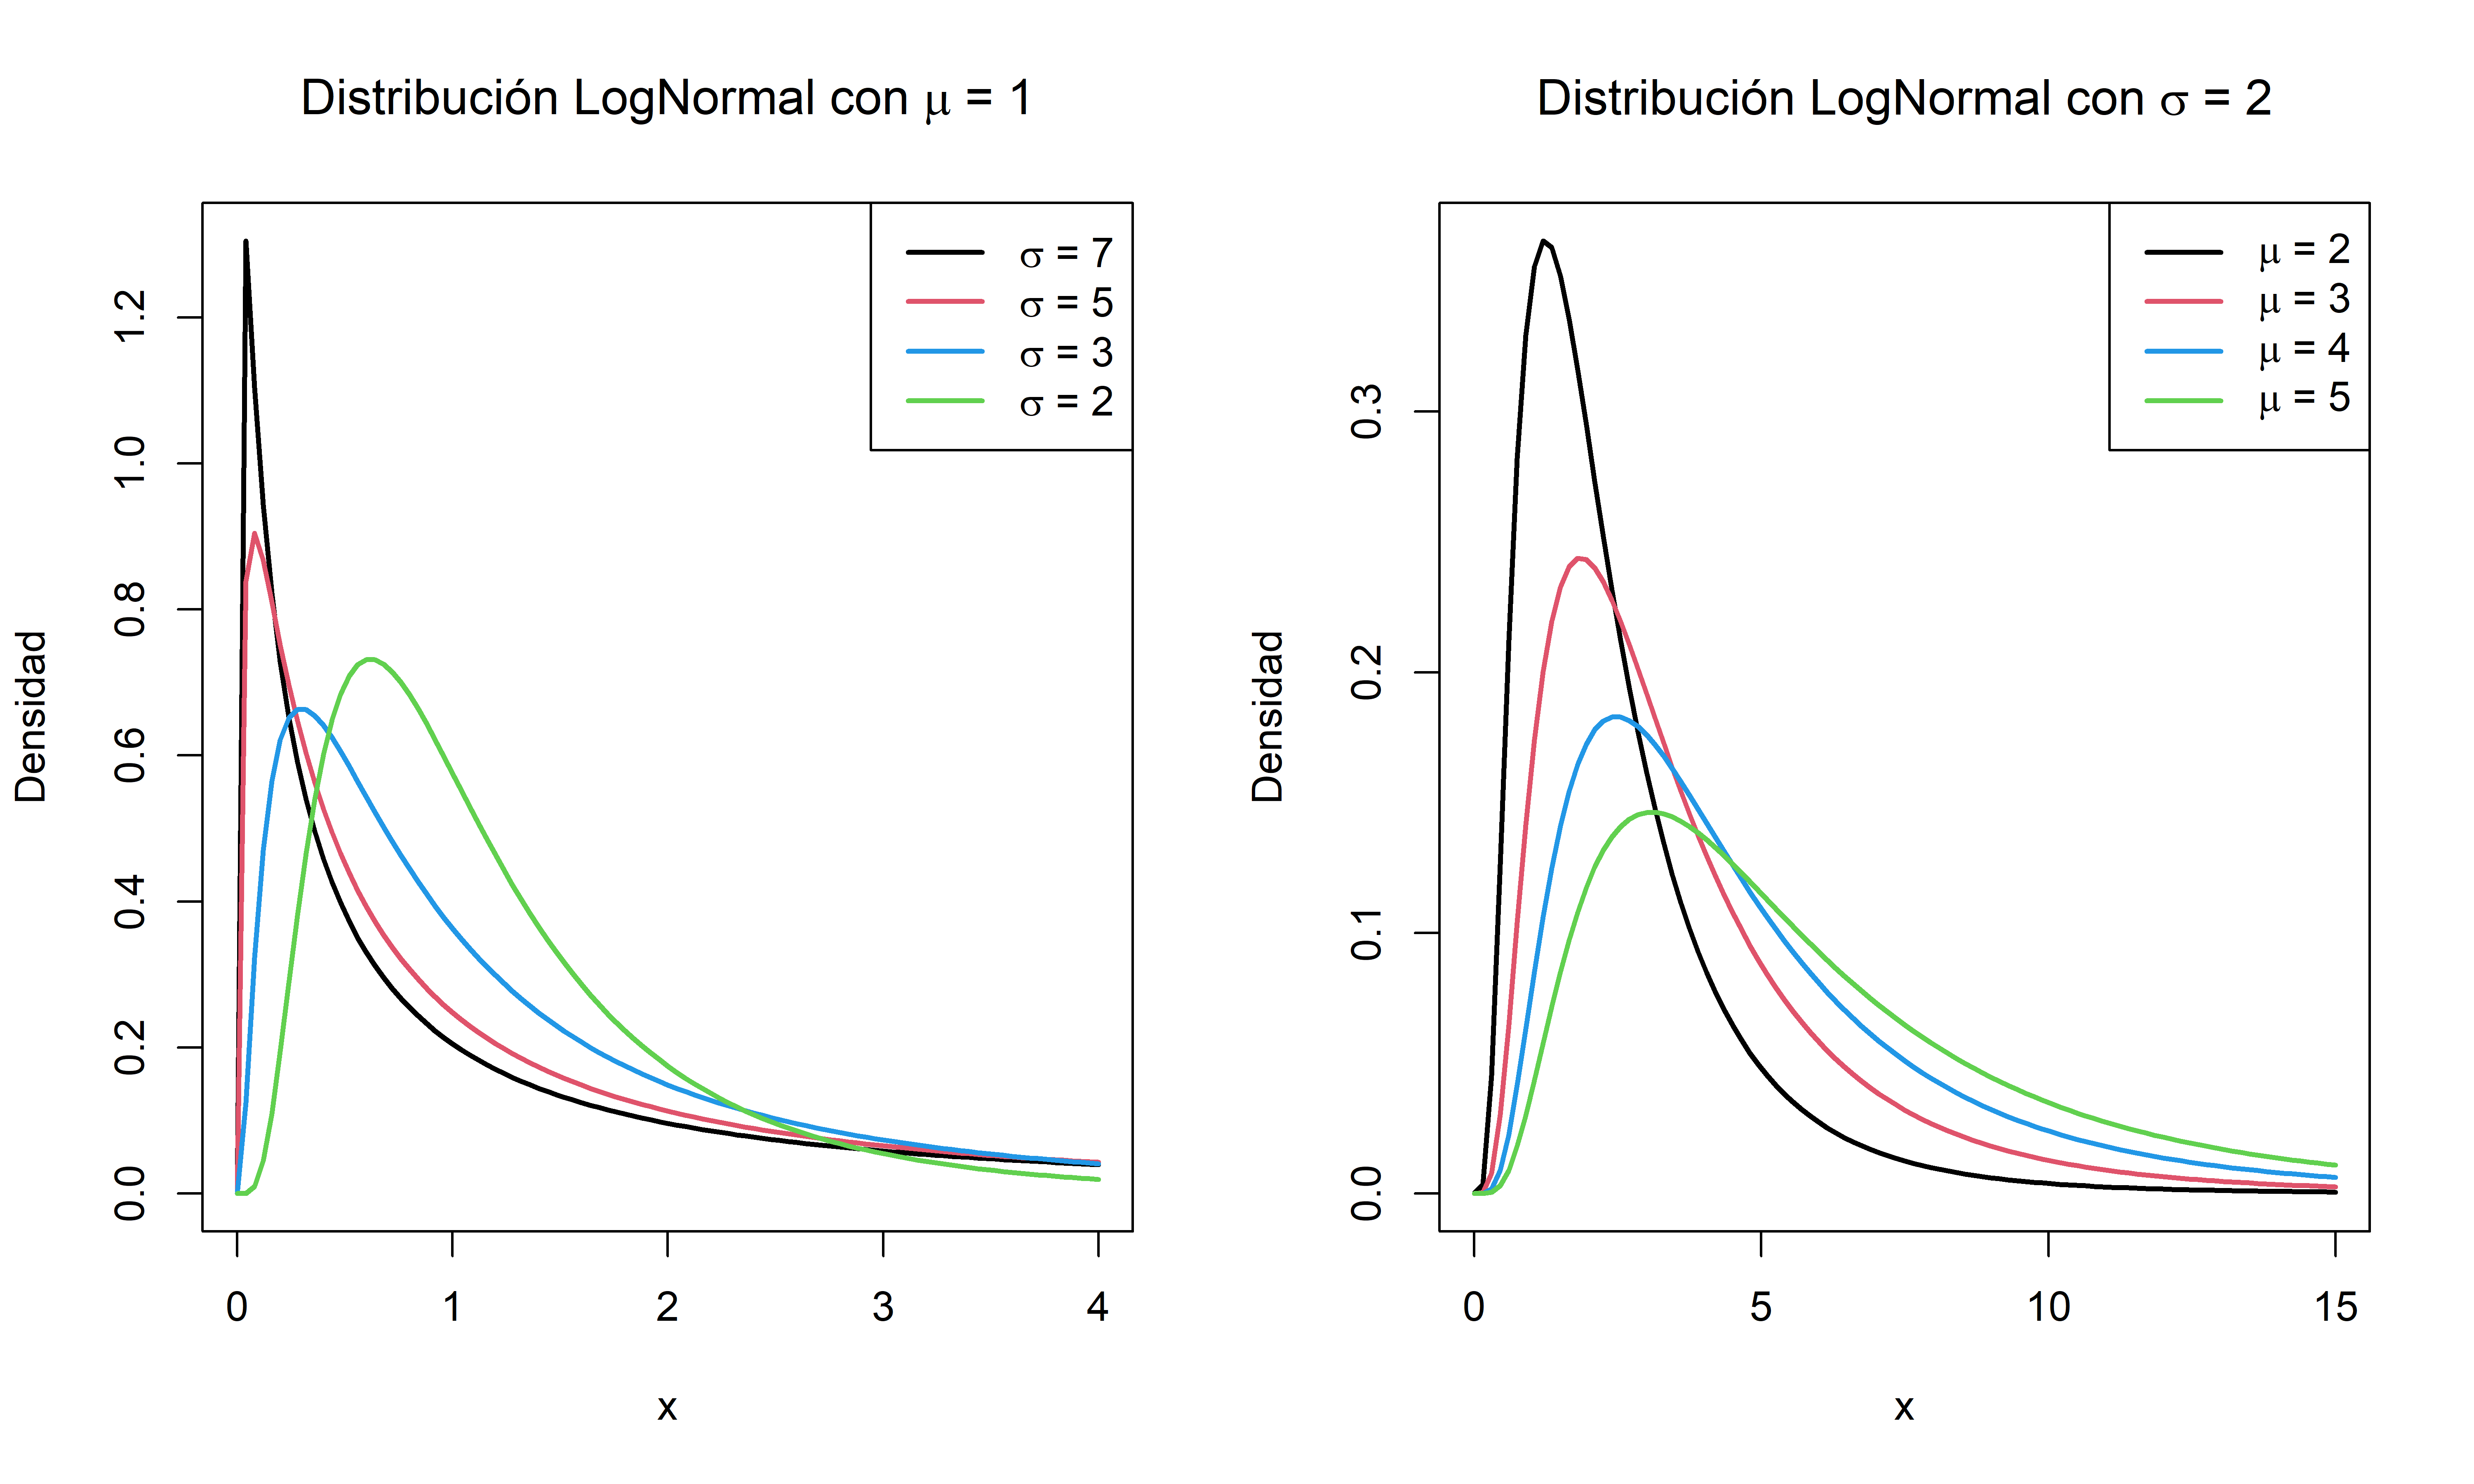 Distribución LogNormal con μ = 1
σ = 7
σ = 5
σ = 3
σ = 2
Densidad
0.0
0.2
0.4
0.6
0.8
1.0
1.2
0
1
2
3
4
x
Distribución LogNormal con σ = 2
μ = 2
μ = 3
μ = 4
μ = 5
Densidad
0.0
0.1
0.2
0.3
0
5
10
15
x